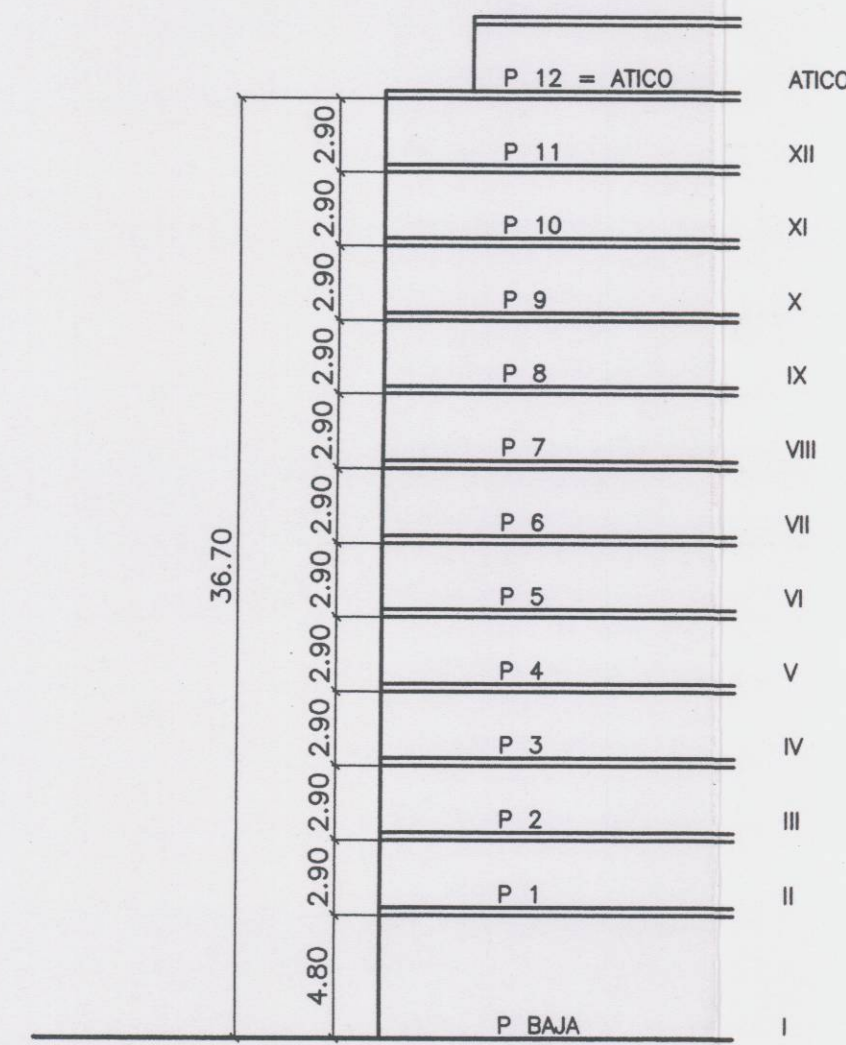 P 12 = ATICO ATICO
2.90 P 11 XII
2.90 P 10 XI
2.90 P 9 X
2.90 P 8 IX
2.90 P 7 VIII
2.90 P 6 VII
36.70
2.90 P 5 VI
2.90 P 4 V
2.90 P 3 IV
2.90 P 2 III
2.90 P 1 II
4.80 P BAJA I